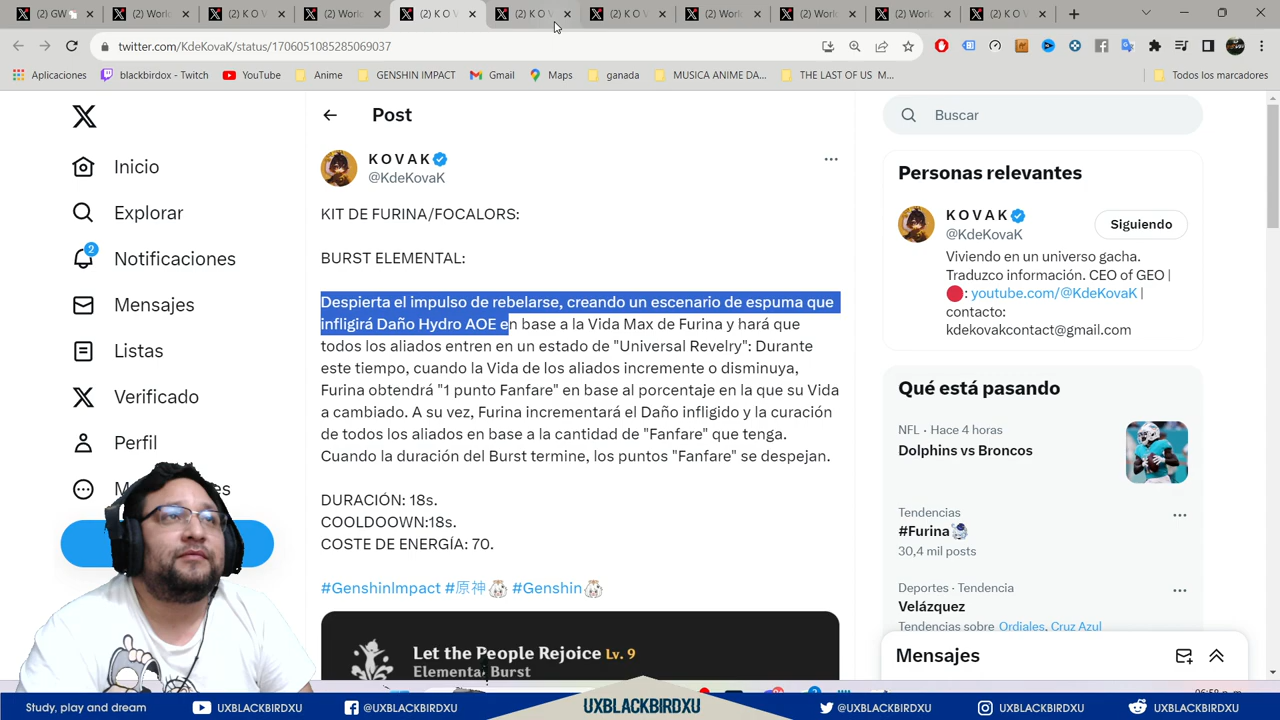 (2) GW
(2) World
(2) K O V
(2) World
(2) K O V
(2) K O V
(2) K O V
(2) World
(2) World
(2) World
(2) K O V
twitter.com/KdeKovaK/status/1706051085285069037
Aplicaciones
blackbirdox - Twitch
YouTube
Anime
GENSHIN IMPACT
Gmail
Maps
ganada
MUSICA ANIME DA...
THE LAST OF US M...
Todos los marcadores
Inicio
Explorar
2
Notificaciones
Mensajes
Listas
Verificado
Perfil
Post
K O V A K
@KdeKovaK
KIT DE FURINA/FOCALORS:
BURST ELEMENTAL:
Despierta el impulso de rebelarse, creando un escenario de espuma que
infligirá Daño Hydro AOE en base a la Vida Max de Furina y hará que
todos los aliados entren en un estado de "Universal Revelry": Durante
este tiempo, cuando la Vida de los aliados incremente o disminuya,
Furina obtendrá "1 punto Fanfare" en base al porcentaje en la que su Vida
a cambiado. A su vez, Furina incrementará el Daño infligido y la curación
de todos los aliados en base a la cantidad de "Fanfare" que tenga.
Cuando la duración del Burst termine, los puntos "Fanfare" se despejan.
DURACIÓN: 18s.
COOLDOOWN:18s.
COSTE DE ENERGÍA: 70.
#GenshinImpact #原神 #Genshin
Let the People Rejoice Lv. 9
Elemental Burst
Buscar
Personas relevantes
K O V A K
@KdeKovaK
Siguiendo
Viviendo en un universo gacha.
Traduzco información. CEO of GEO |
: youtube.com/@KdeKovaK |
contacto:
kdekovakcontact@gmail.com
Qué está pasando
NFL · Hace 4 horas
Dolphins vs Broncos
Tendencias
#Furina
30,4 mil posts
Deportes · Tendencia
Velázquez
Tendencias sobre Ordiales, Cruz Azul
Mensajes
Study, play and dream
UXBLACKBIRDXU
@UXBLACKBIRDXU
UXBLACKBIRDXU
@UXBLACKBIRDXU
UXBLACKBIRDXU
UXBLACKBIRDXU